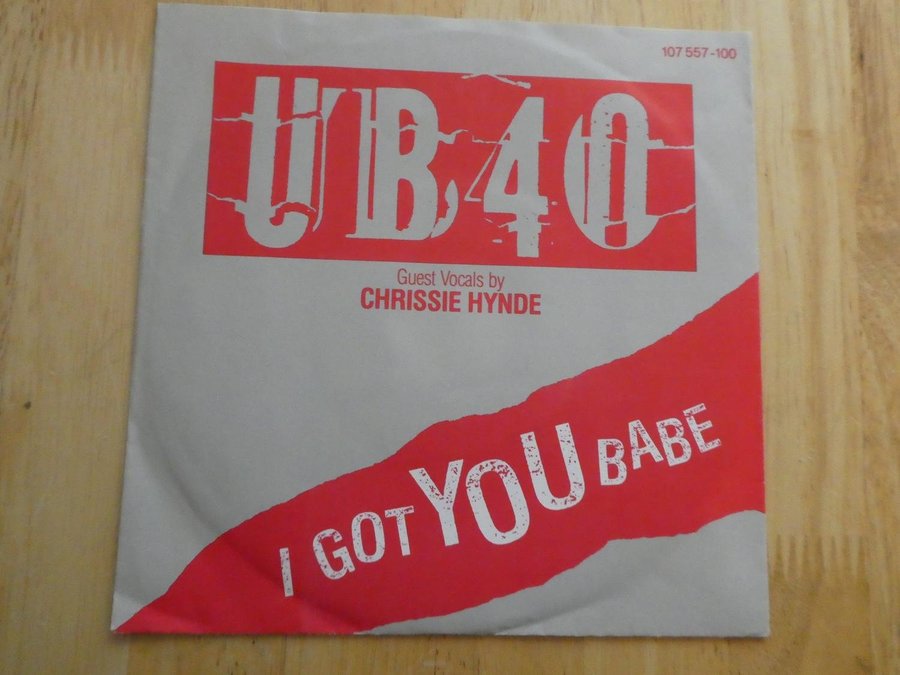 107 557-100
UB40
Guest Vocals by
CHRISSIE HYNDE
I GOT YOU BABE